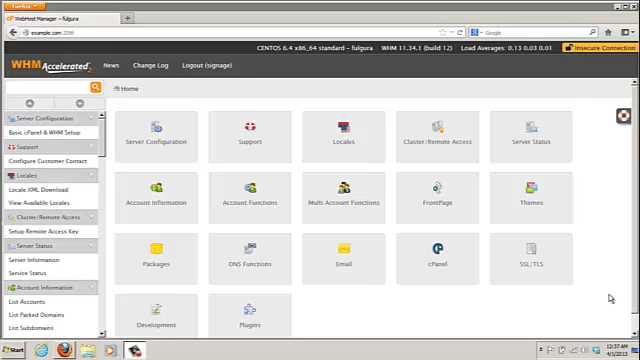 Firefox
WebHost Manager - fulgura
example.com:2086
Google
CENTOS 6.4 x86_64 standard – fulgura
WHM 11.34.1 (build 12)
Load Averages: 0.13 0.03 0.01
Insecure Connection
WHM Accelerated
News
Change Log
Logout (signage)
Home
Server Configuration
Basic cPanel & WHM Setup
Support
Configure Customer Contact
Locales
Locale XML Download
View Available Locales
Cluster/Remote Access
Setup Remote Access Key
Server Status
Server Information
Service Status
Account Information
List Accounts
List Parked Domains
List Subdomains
Server Configuration
Support
Locales
Cluster/Remote Access
Server Status
Account Information
Account Functions
Multi Account Functions
FrontPage
Themes
Packages
DNS Functions
Email
cPanel
SSL/TLS
Development
Plugins
Start
12:37 AM
4/1/2013